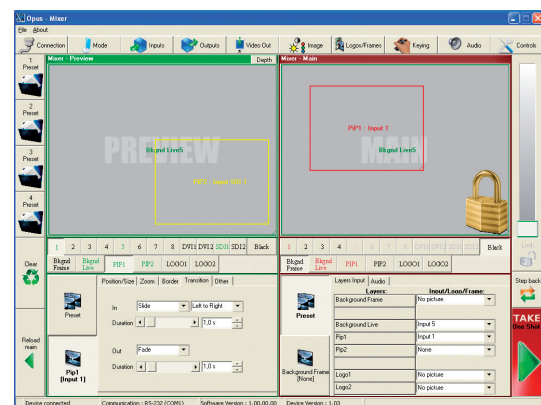 Opus - Mixer
File About
Connection Mode Inputs Outputs Video Out Image Logos/Frames Keying Audio Controls
1
Preset
2
Preset
3
Preset
4
Preset
Clear
Reload
main
Mixer - Preview Depth
PREVIEW
Bkgnd Live5
PiP2 - Input SDI 1
Mixer - Main
PiP1 : Input 1
MAIN
Bkgnd Live5
1 2 3 4 5 6 7 8 DVI1 DVI2 SDI1 SDI2 Black
1 2 3 4 6 7 8 DVI1 DVI2 SDI1 SDI2 Black
Bkgnd Frame
Bkgnd Live
PIP1 PIP2 LOGO1 LOGO2
Bkgnd Frame
Bkgnd Live
PIP1 PIP2 LOGO1 LOGO2
Position/Size Zoom Border Transition Other
Preset
In Slide Left to Right
Duration 1,0 s
Out Fade
Duration 1,0 s
Pip1
[Input 1]
Layers Input Audio
Layers: Input/Logo/Frame:
Preset
Background Frame No picture
Background Live Input 5
Pip1 Input 1
Pip2 None
Logo1 No picture
Logo2 No picture
Background Frame
[None]
Lock
Step back
TAKE
One Shot
Device connected Communication : RS-232 (COM1) Software Version : 1.00.00.00 Device Version : 1.03